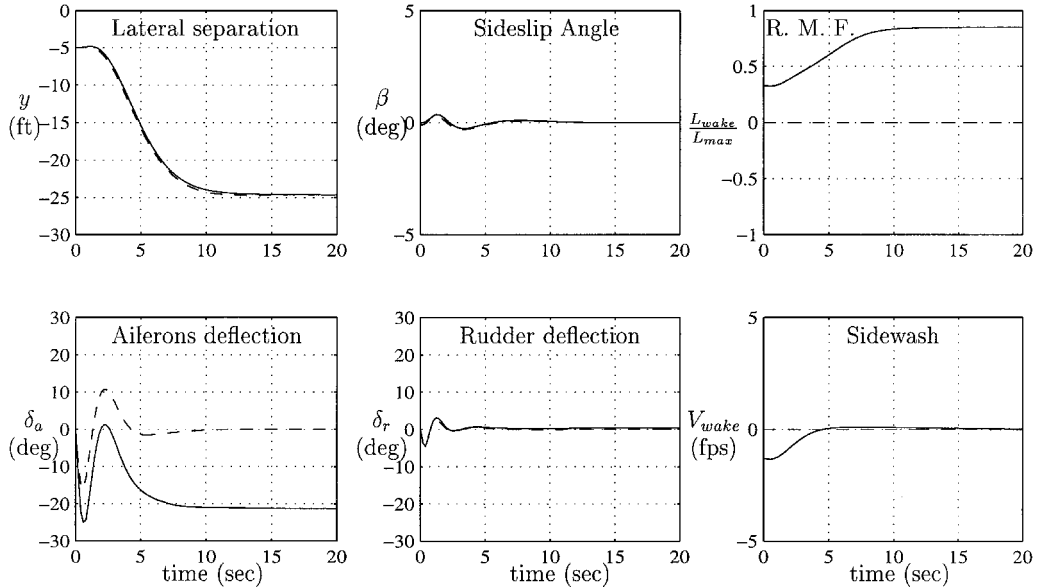 Lateral separation
−5
−10
−15
−20
−25
−30
0
0
5
10
15
20
y
(ft)
Sideslip Angle
5
0
−5
0
5
10
15
20
β
(deg)
R. M. F.
1
0.5
0
−0.5
−1
0
5
10
15
20
L_wake
L_max
Ailerons deflection
30
20
10
0
−10
−20
−30
0
5
10
15
20
δ_a
(deg)
time (sec)
Rudder deflection
30
20
10
0
−10
−20
−30
0
5
10
15
20
δ_r
(deg)
time (sec)
Sidewash
5
0
−5
0
5
10
15
20
V_wake
(fps)
time (sec)